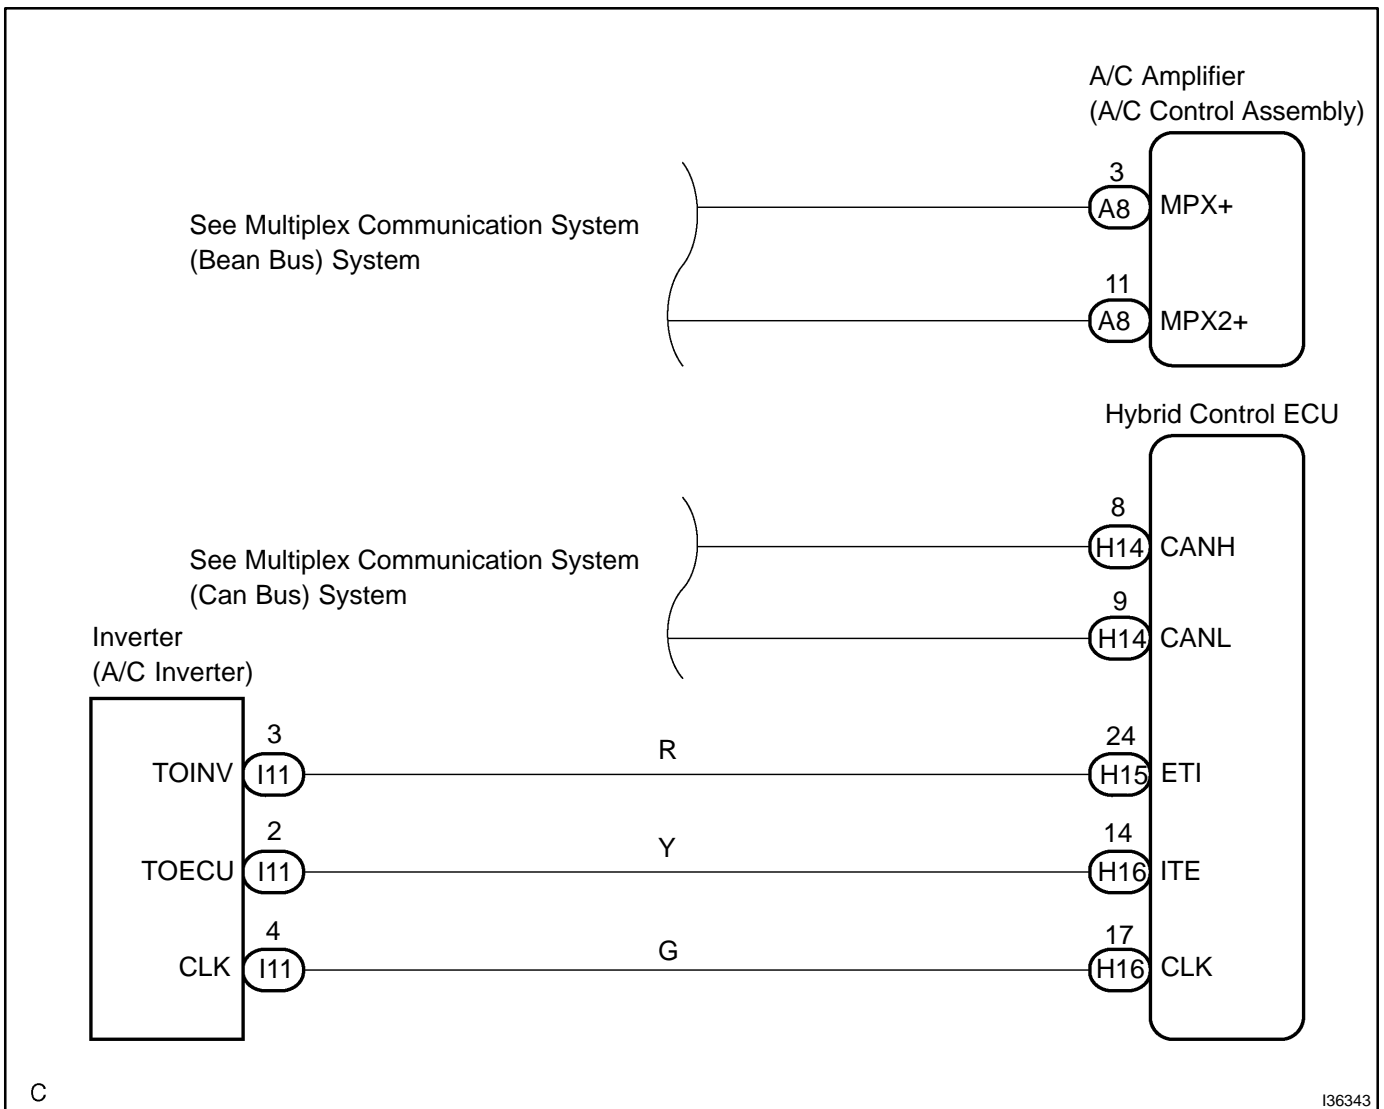 A/C Amplifier
(A/C Control Assembly)
3
A8 MPX+
See Multiplex Communication System
(Bean Bus) System
11
A8 MPX2+
Hybrid Control ECU
8
H14 CANH
See Multiplex Communication System
(Can Bus) System
9
H14 CANL
Inverter
(A/C Inverter)
3 R 24
TOINV I11 H15 ETI
2 Y 14
TOECU I11 H16 ITE
4 G 17
CLK I11 H16 CLK
C
I36343